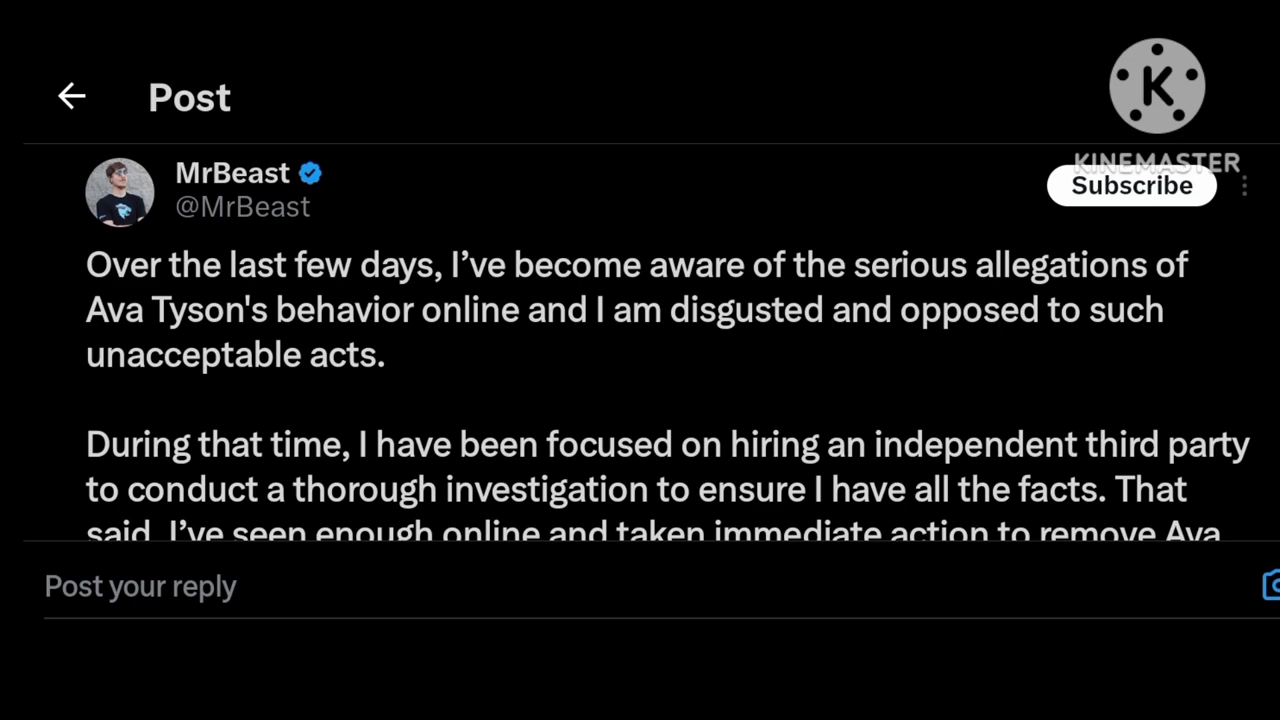 Post
K
KINEMASTER
MrBeast
@MrBeast
Subscribe
Over the last few days, I’ve become aware of the serious allegations of
Ava Tyson's behavior online and I am disgusted and opposed to such
unacceptable acts.
During that time, I have been focused on hiring an independent third party
to conduct a thorough investigation to ensure I have all the facts. That
said, I’ve seen enough online and taken immediate action to remove Ava
Post your reply